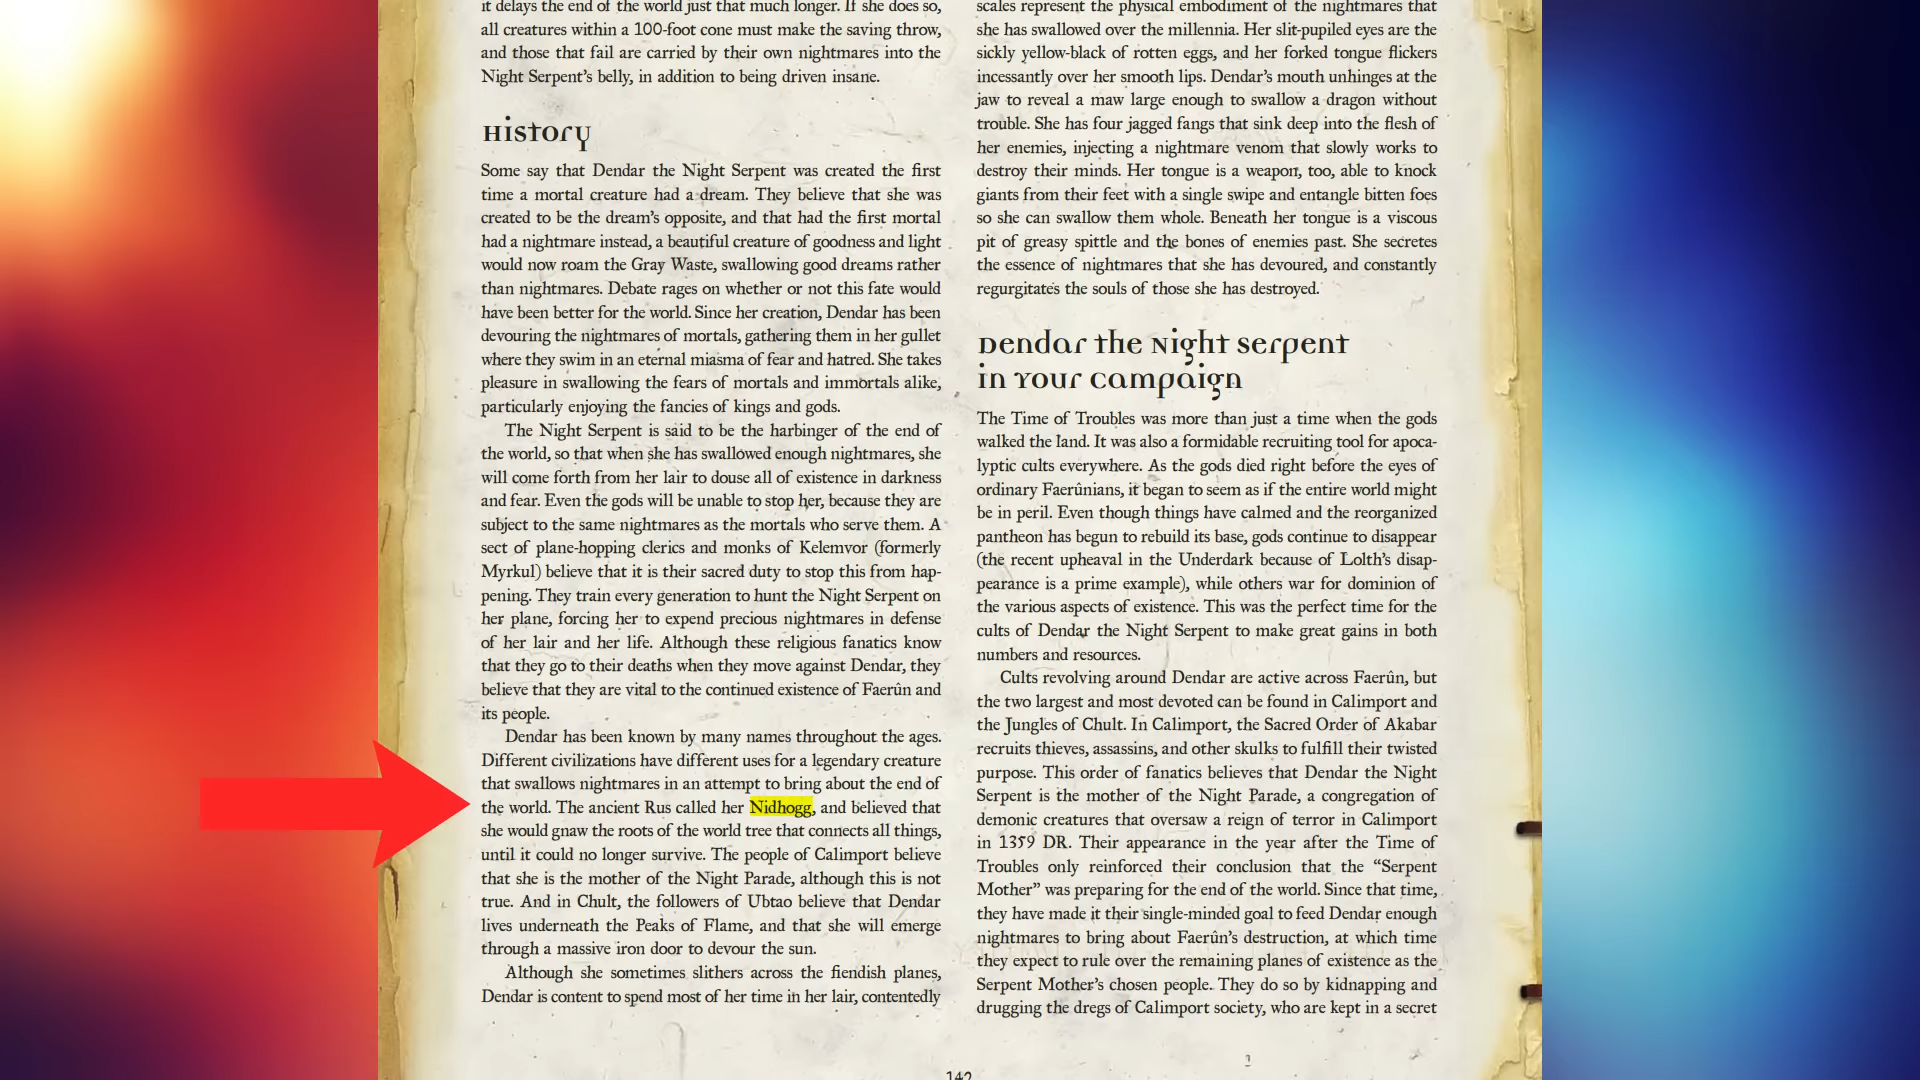 it delays the end of the world just that much longer. If she does so,
all creatures within a 100-foot cone must make the saving throw,
and those that fail are carried by their own nightmares into the
Night Serpent's belly, in addition to being driven insane.
History
Some say that Dendar the Night Serpent was created the first
time a mortal creature had a dream. They believe that she was
created to be the dream's opposite, and that had the first mortal
had a nightmare instead, a beautiful creature of goodness and light
would now roam the Gray Waste, swallowing good dreams rather
than nightmares. Debate rages on whether or not this fate would
have been better for the world. Since her creation, Dendar has been
devouring the nightmares of mortals, gathering them in her gullet
where they swim in an eternal miasma of fear and hatred. She takes
pleasure in swallowing the fears of mortals and immortals alike,
particularly enjoying the fancies of kings and gods.
The Night Serpent is said to be the harbinger of the end of
the world, so that when she has swallowed enough nightmares, she
will come forth from her lair to douse all of existence in darkness
and fear. Even the gods will be unable to stop her, because they are
subject to the same nightmares as the mortals who serve them. A
sect of plane-hopping clerics and monks of Kelemvor (formerly
Myrkul) believe that it is their sacred duty to stop this from hap-
pening. They train every generation to hunt the Night Serpent on
her plane, forcing her to expend precious nightmares in defense
of her lair and her life. Although these religious fanatics know
that they go to their deaths when they move against Dendar, they
believe that they are vital to the continued existence of Faerûn and
its people.
Dendar has been known by many names throughout the ages.
Different civilizations have different uses for a legendary creature
that swallows nightmares in an attempt to bring about the end of
the world. The ancient Rus called her Nidhogg, and believed that
she would gnaw the roots of the world tree that connects all things,
until it could no longer survive. The people of Calimport believe
that she is the mother of the Night Parade, although this is not
true. And in Chult, the followers of Ubtao believe that Dendar
lives underneath the Peaks of Flame, and that she will emerge
through a massive iron door to devour the sun.
Although she sometimes slithers across the fiendish planes,
Dendar is content to spend most of her time in her lair, contentedly
scales represent the physical embodiment of the nightmares that
she has swallowed over the millennia. Her slit-pupiled eyes are the
sickly yellow-black of rotten eggs, and her forked tongue flickers
incessantly over her smooth lips. Dendar's mouth unhinges at the
jaw to reveal a maw large enough to swallow a dragon without
trouble. She has four jagged fangs that sink deep into the flesh of
her enemies, injecting a nightmare venom that slowly works to
destroy their minds. Her tongue is a weapon, too, able to knock
giants from their feet with a single swipe and entangle bitten foes
so she can swallow them whole. Beneath her tongue is a viscous
pit of greasy spittle and the bones of enemies past. She secretes
the essence of nightmares that she has devoured, and constantly
regurgitates the souls of those she has destroyed.
Dendar the Night Serpent
in Your Campaign
The Time of Troubles was more than just a time when the gods
walked the land. It was also a formidable recruiting tool for apoca-
lyptic cults everywhere. As the gods died right before the eyes of
ordinary Faerûnians, it began to seem as if the entire world might
be in peril. Even though things have calmed and the reorganized
pantheon has begun to rebuild its base, gods continue to disappear
(the recent upheaval in the Underdark because of Lolth's disap-
pearance is a prime example), while others war for dominion of
the various aspects of existence. This was the perfect time for the
cults of Dendar the Night Serpent to make great gains in both
numbers and resources.
Cults revolving around Dendar are active across Faerûn, but
the two largest and most devoted can be found in Calimport and
the Jungles of Chult. In Calimport, the Sacred Order of Akabar
recruits thieves, assassins, and other skulks to fulfill their twisted
purpose. This order of fanatics believes that Dendar the Night
Serpent is the mother of the Night Parade, a congregation of
demonic creatures that oversaw a reign of terror in Calimport
in 1359 DR. Their appearance in the year after the Time of
Troubles only reinforced their conclusion that the “Serpent
Mother” was preparing for the end of the world. Since that time,
they have made it their single-minded goal to feed Dendar enough
nightmares to bring about Faerûn's destruction, at which time
they expect to rule over the remaining planes of existence as the
Serpent Mother's chosen people. They do so by kidnapping and
drugging the dregs of Calimport society, who are kept in a secret
142